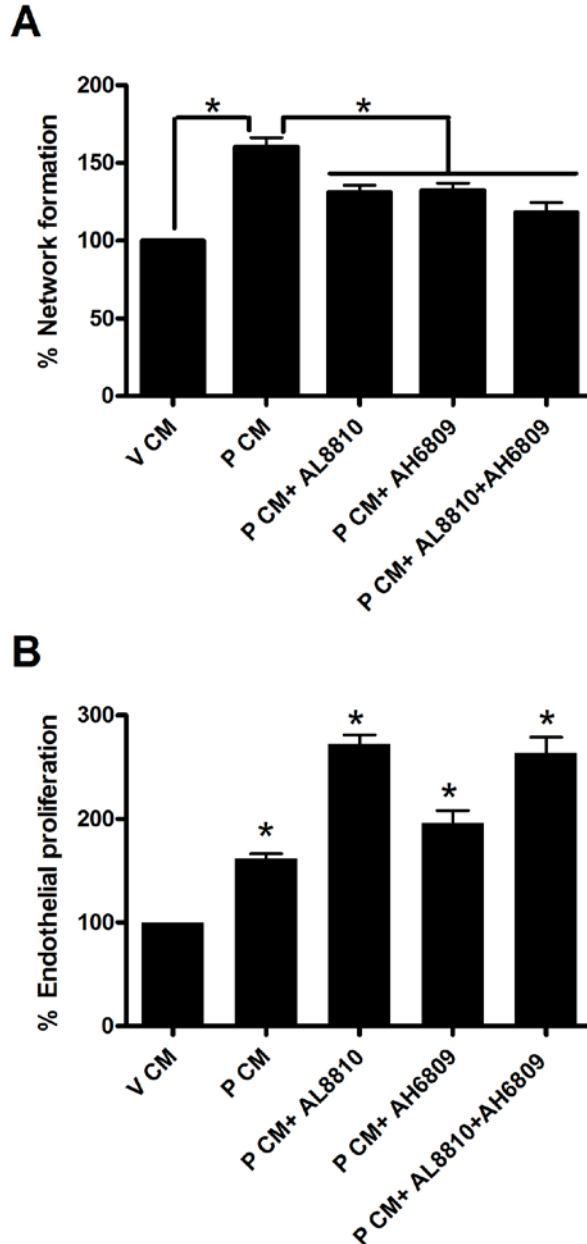 A
% Network formation
200
150
100
50
0
* *
V CM
P CM
P CM+ AL8810
P CM+ AH6809
P CM+ AL8810+AH6809
B
% Endothelial proliferation
300
200
100
0
* * * *
V CM
P CM
P CM+ AL8810
P CM+ AH6809
P CM+ AL8810+AH6809